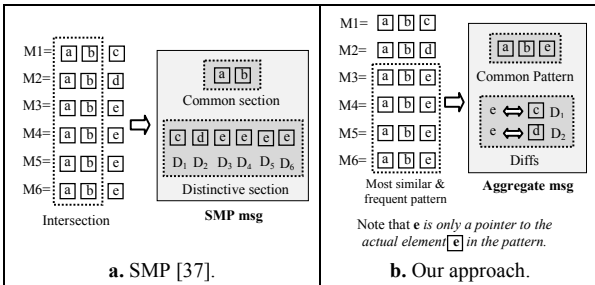 M1= a b c
M2= a b d
M3= a b e
M4= a b e
M5= a b e
M6= a b e
Intersection
a b
Common section
c d e e e e
D1 D2 D3 D4 D5 D6
Distinctive section
SMP msg
a. SMP [37].
M1= a b c
M2= a b d
M3= a b e
M4= a b e
M5= a b e
M6= a b e
Most similar &
frequent pattern
a b e
Common Pattern
e ⇔ c D1
e ⇔ d D2
Diffs
Aggregate msg
Note that e is only a pointer to the
actual element e in the pattern.
b. Our approach.